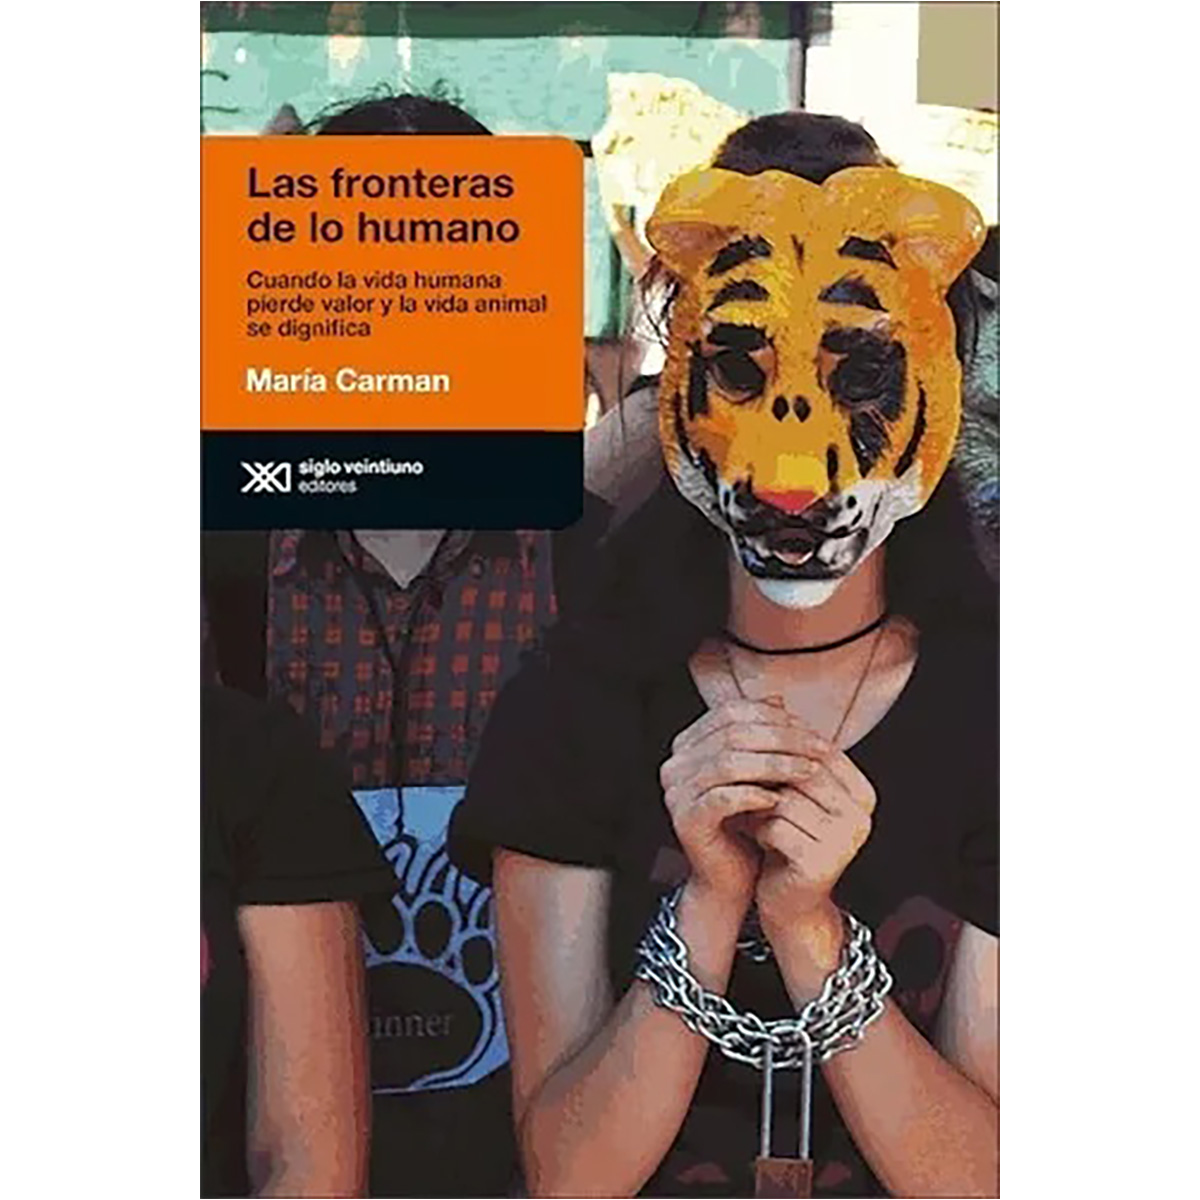 Las fronteras
de lo humano
Cuando la vida humana
pierde valor y la vida animal
se dignifica
María Carman
siglo veintiuno
editores
unner